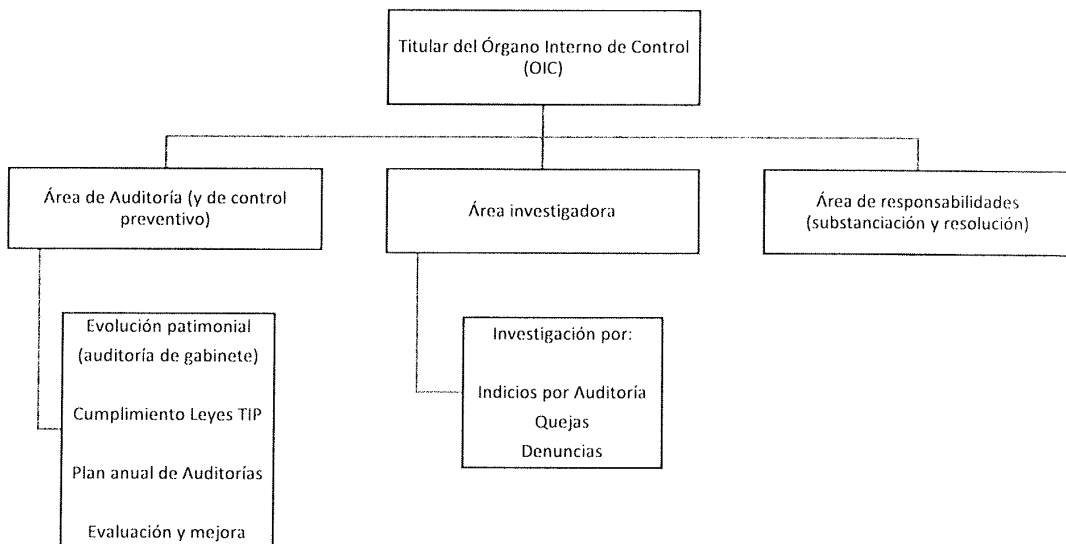 Titular del Órgano Interno de Control
(OIC)
Área de Auditoría (y de control
preventivo)
Área investigadora
Área de responsabilidades
(substanciación y resolución)
Evolución patimonial
(auditoría de gabinete)
Cumplimiento Leyes TIP
Plan anual de Auditorías
Evaluación y mejora
Investigación por:
Indicios por Auditoría
Quejas
Denuncias